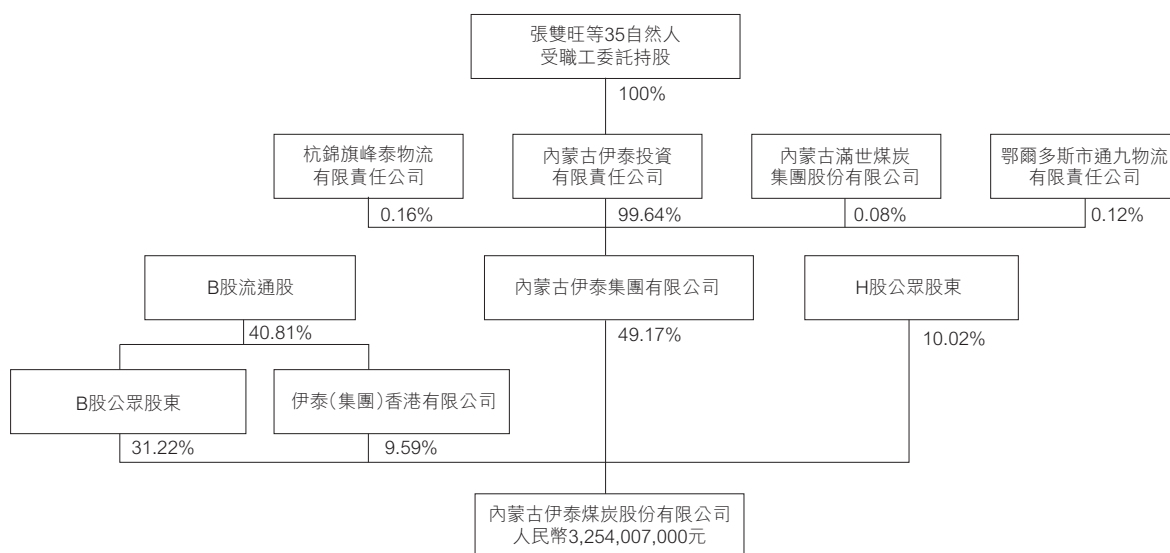 張雙旺等35自然人
受職工委託持股
100%
杭錦旗峰泰物流
有限責任公司
內蒙古伊泰投資
有限責任公司
內蒙古滿世煤炭
集團股份有限公司
鄂爾多斯市通九物流
有限責任公司
0.16%
99.64%
0.08%
0.12%
B股流通股
內蒙古伊泰集團有限公司
H股公眾股東
40.81%
49.17%
10.02%
B股公眾股東
伊泰(集團)香港有限公司
31.22%
9.59%
內蒙古伊泰煤炭股份有限公司
人民幣3,254,007,000元